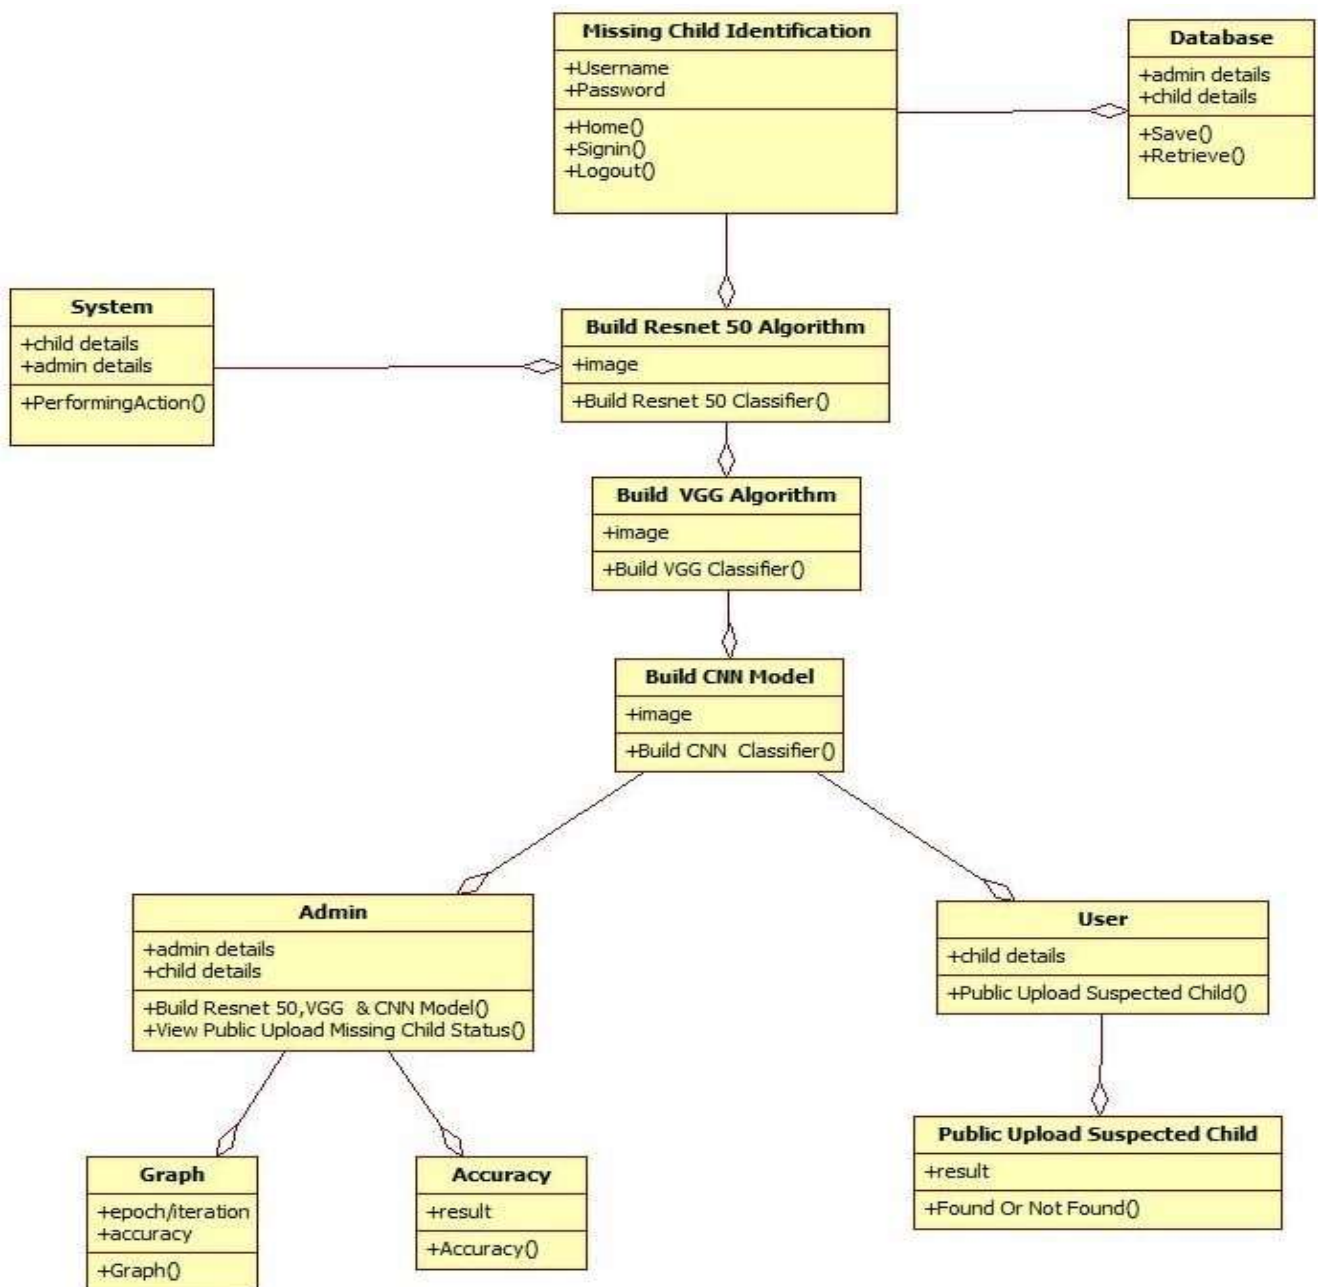 Missing Child Identification
+Username
+Password
+Home()
+Signin()
+Logout()
Database
+admin details
+child details
+Save()
+Retrieve()
System
+child details
+admin details
+PerformingAction()
Build Resnet 50 Algorithm
+image
+Build Resnet 50 Classifier()
Build VGG Algorithm
+image
+Build VGG Classifier()
Build CNN Model
+image
+Build CNN Classifier()
Admin
+admin details
+child details
+Build Resnet 50,VGG & CNN Model()
+View Public Upload Missing Child Status()
User
+child details
+Public Upload Suspected Child()
Graph
+epoch/iteration
+accuracy
+Graph()
Accuracy
+result
+Accuracy()
Public Upload Suspected Child
+result
+Found Or Not Found()